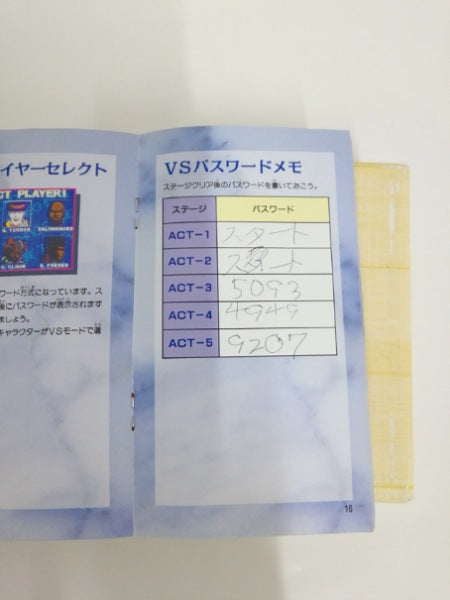 イヤーセレクト
CT PLAYER!
ワード方式になっています。ス
後にパスワードが表示されます
ましょう。
キャラクターがVSモードで選
VSパスワードメモ
ステージクリア後のパスワードを書いておこう。
ステージ パスワード
ACT-1 スタート
ACT-2
ACT-3 5093
ACT-4 4949
ACT-5 9207
16